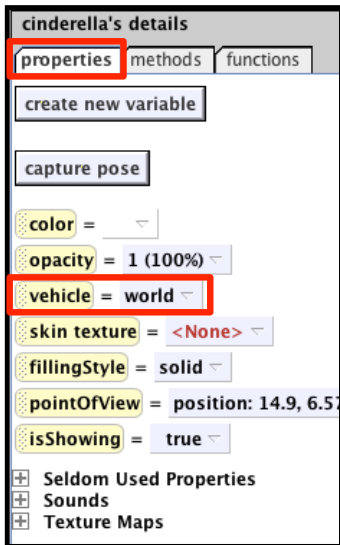 cinderella's details
properties methods functions
create new variable
capture pose
color =
opacity = 1 (100%)
vehicle = world
skin texture = <None>
fillingStyle = solid
pointOfView = position: 14.9, 6.57
isShowing = true
Seldom Used Properties
Sounds
Texture Maps